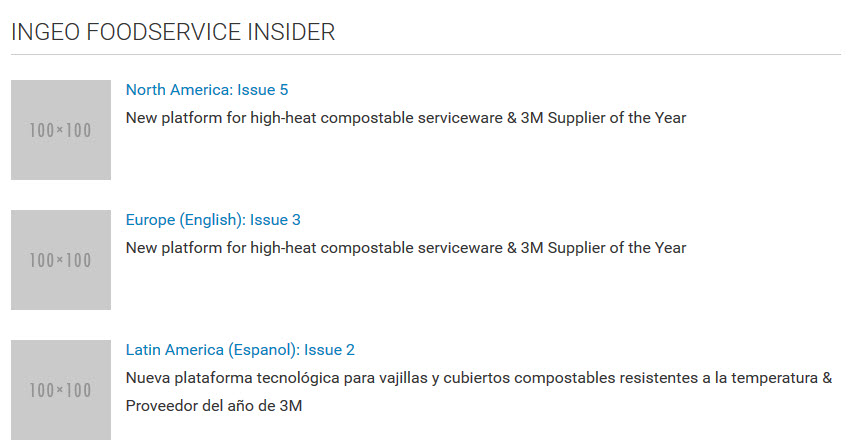 INGEO FOODSERVICE INSIDER
100×100
North America: Issue 5
New platform for high-heat compostable serviceware & 3M Supplier of the Year
100×100
Europe (English): Issue 3
New platform for high-heat compostable serviceware & 3M Supplier of the Year
100×100
Latin America (Espanol): Issue 2
Nueva plataforma tecnológica para vajillas y cubiertos compostables resistentes a la temperatura &
Proveedor del año de 3M